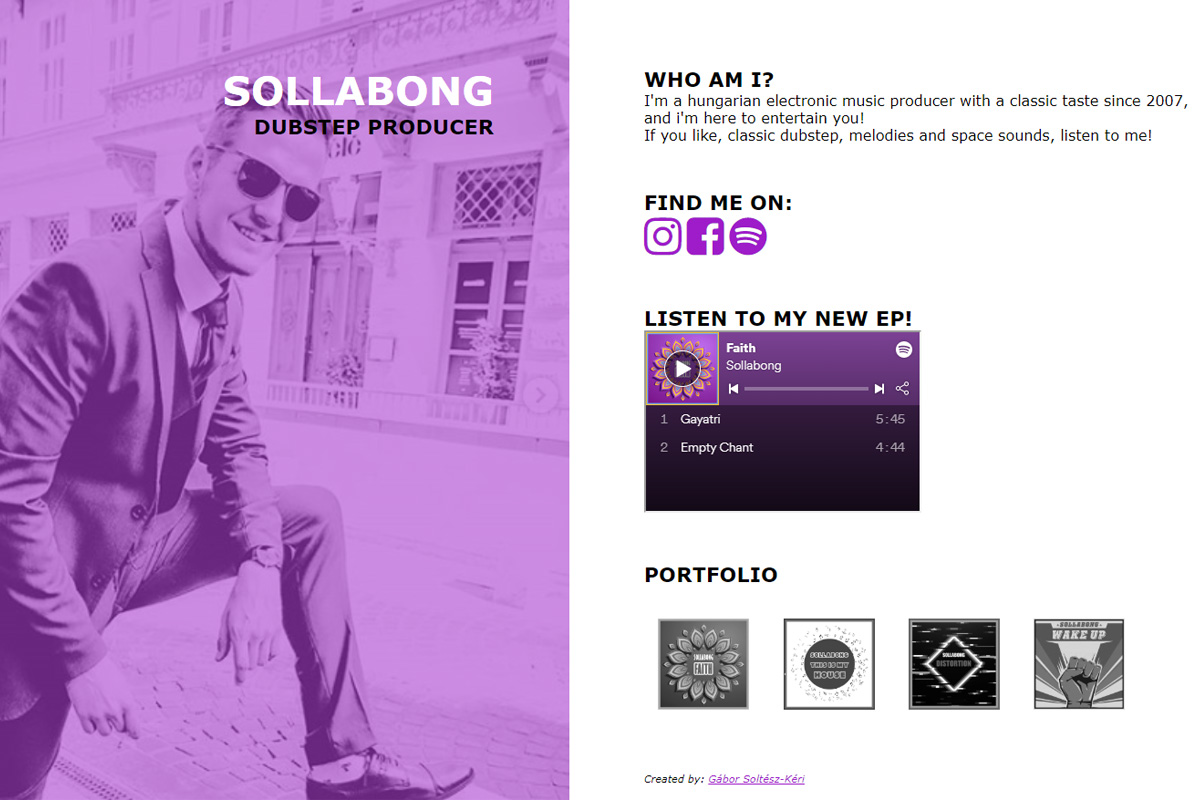 SOLLABONG
DUBSTEP PRODUCER
WHO AM I?
I'm a hungarian electronic music producer with a classic taste since 2007,
and i'm here to entertain you!
If you like, classic dubstep, melodies and space sounds, listen to me!
FIND ME ON:
LISTEN TO MY NEW EP!
Faith
Sollabong
1 Gayatri 5:45
2 Empty Chant 4:44
PORTFOLIO
SOLLABONG
FAITH
SOLLABONG
THIS IS MY
HOUSE
SOLLABONG
DISTORTION
SOLLABONG
WAKE UP
Created by: Gábor Soltész-Kéri